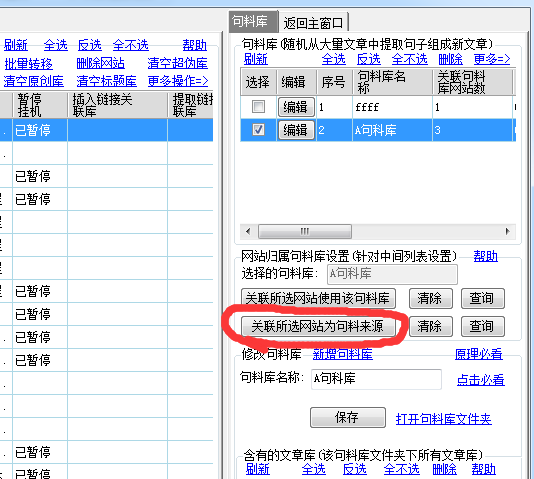 句料库 返回主窗口
刷新 全选 反选 全不选 帮助
批量转移 删除网站 清空超伪库
清空原创库 清空标题库 更多操作=>
暂停挂机 插入链接关联库 提取链接联库
已暂停
已暂停
已暂停
已暂停
已暂停
已暂停
已暂停
已暂停
句料库(随机从大量文章中提取句子组成新文章)
刷新 全选 反选 全不选 删除 更多=>
选择 编辑 序号 句料库名称 关联句料库网站数
编辑 1 ffff 1
编辑 2 A句料库 3
网站归属句料库设置(针对中间列表设置) 帮助
选择的句料库: A句料库
关联所选网站使用该句料库 清除 查询
关联所选网站为句料来源 清除 查询
修改句料库 新增句料库 原理必看
句料库名称: A句料库 点击必看
保存 打开句料库文件夹
含有的文章库(该句料库文件夹下所有文章库)
刷新 全选 反选 全不选 删除 帮助